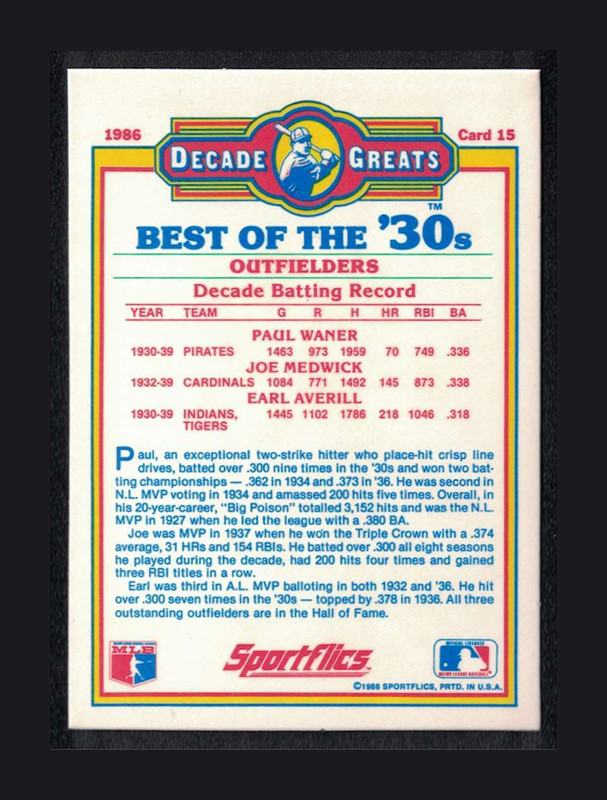 1986 Card 15
DECADE GREATS
BEST OF THE '30s™
OUTFIELDERS
Decade Batting Record
YEAR TEAM G R H HR RBI BA
PAUL WANER
1930-39 PIRATES 1463 973 1959 70 749 .336
JOE MEDWICK
1932-39 CARDINALS 1084 771 1492 145 873 .338
EARL AVERILL
1930-39 INDIANS, 1445 1102 1786 218 1046 .318
TIGERS
Paul, an exceptional two-strike hitter who place-hit crisp line
drives, batted over .300 nine times in the '30s and won two bat-
ting championships — .362 in 1934 and .373 in '36. He was second in
N.L. MVP voting in 1934 and amassed 200 hits five times. Overall, in
his 20-year-career, "Big Poison" totalled 3,152 hits and was the N.L.
MVP in 1927 when he led the league with a .380 BA.
Joe was MVP in 1937 when he won the Triple Crown with a .374
average, 31 HRs and 154 RBIs. He batted over .300 all eight seasons
he played during the decade, had 200 hits four times and gained
three RBI titles in a row.
Earl was third in A.L. MVP balloting in both 1932 and '36. He hit
over .300 seven times in the '30s — topped by .378 in 1936. All three
outstanding outfielders are in the Hall of Fame.
MLB
Sportflics™
OFFICIAL LICENSEE
MAJOR LEAGUE BASEBALL
©1986 SPORTFLICS, PRTD. IN U.S.A.